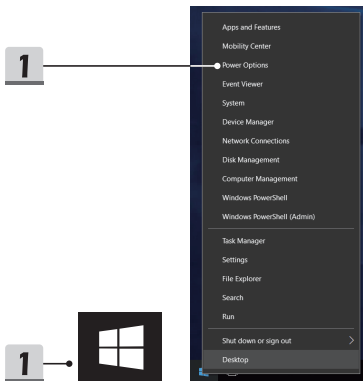 Apps and Features
Mobility Center
1
Power Options
Event Viewer
System
Device Manager
Network Connections
Disk Management
Computer Management
Windows PowerShell
Windows PowerShell (Admin)
Task Manager
Settings
File Explorer
Search
Run
Shut down or sign out
Desktop
1